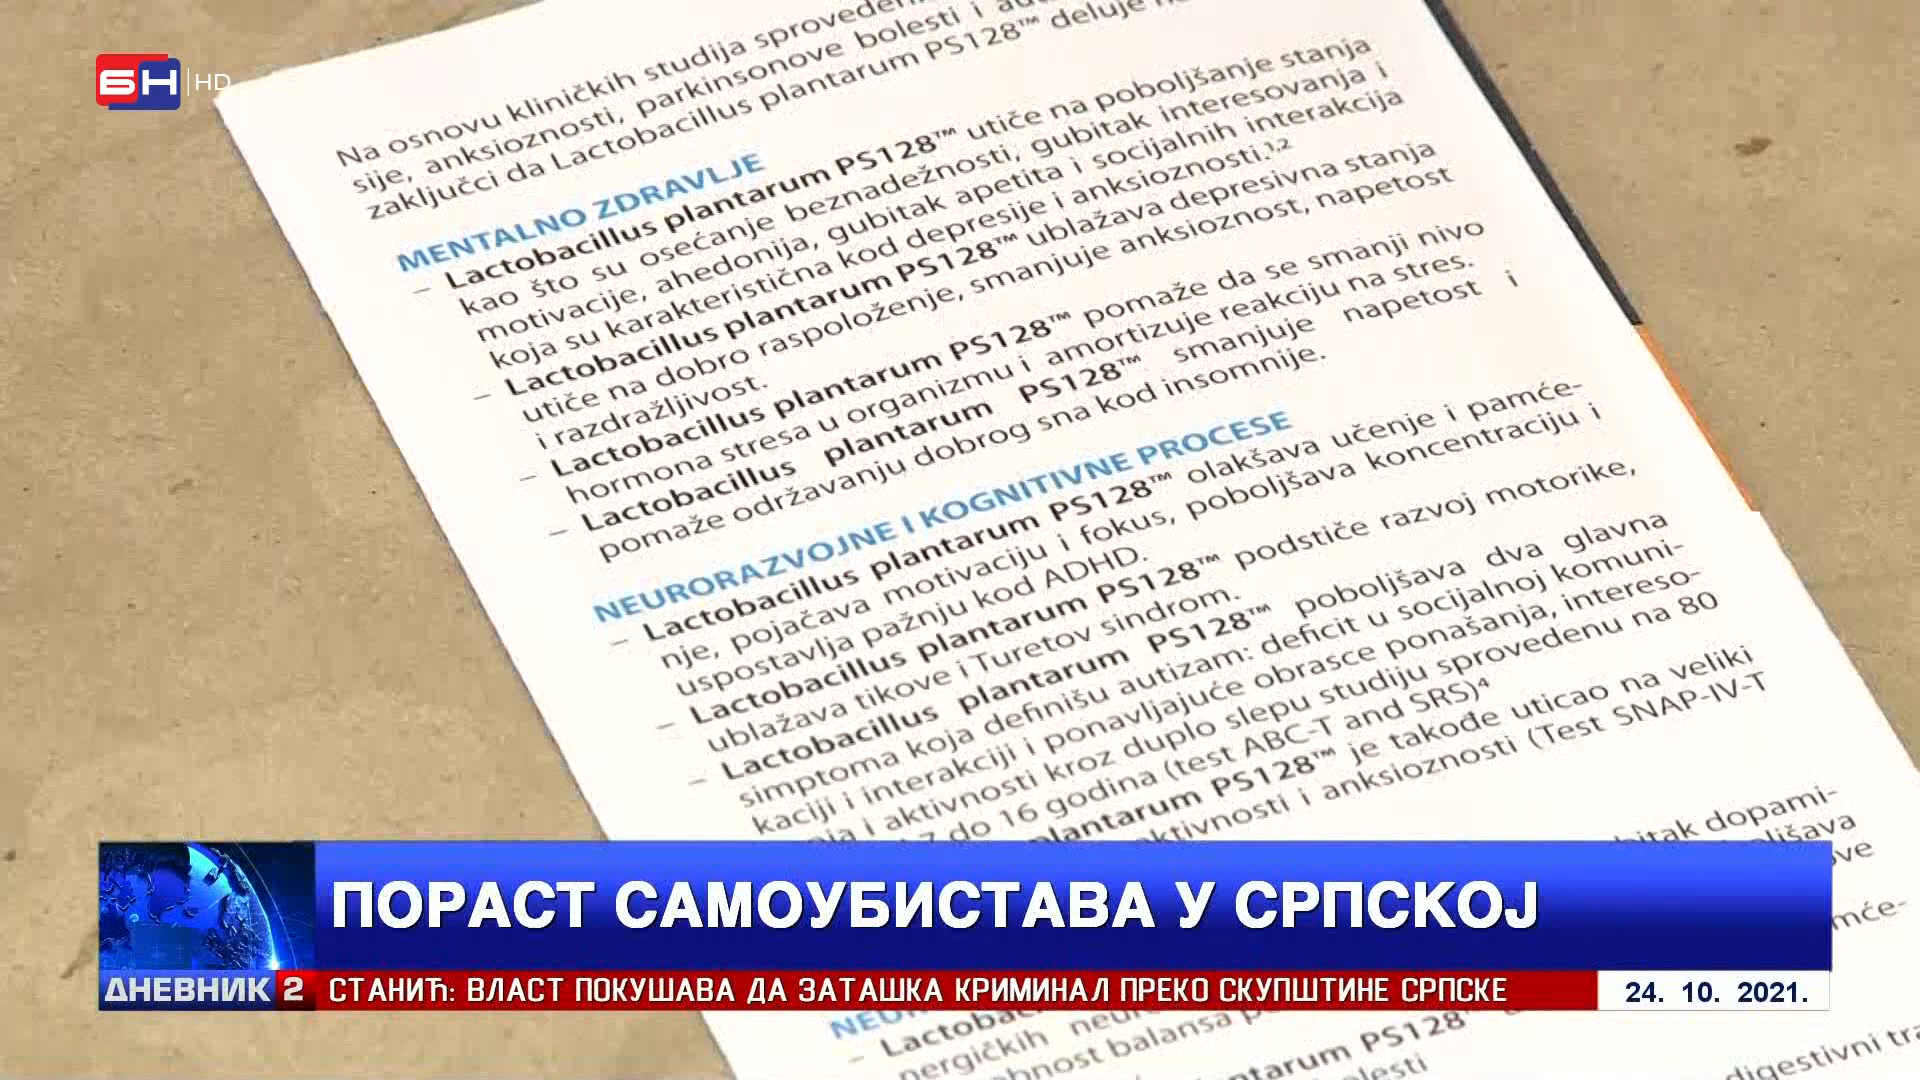 БН HD
Na osnovu kliničkih studija
sije, anksioznosti, parkinsonove bolesti i
zaključci da Lactobacillus plantarum PS128™ deluje
MENTALNO ZDRAVLJE
– Lactobacillus plantarum PS128™ utiče na poboljšanje stanja
kao što su osećanje beznadežnosti, gubitak interesovanja i
motivacije, ahedonija, gubitak apetita i socijalnih interakcija
koja su karakteristična kod depresije i anksioznosti.1,2
– Lactobacillus plantarum PS128™ ublažava depresivna stanja
utiče na dobro raspoloženje, smanjuje anksioznost, napetost
i razdražljivost.
– Lactobacillus plantarum PS128™ pomaže da se smanji nivo
hormona stresa u organizmu i amortizuje reakciju na stres.
– Lactobacillus plantarum PS128™ smanjuje napetost i
pomaže održavanju dobrog sna kod insomnije.
NEURORAZVOJNE I KOGNITIVNE PROCESE
– Lactobacillus plantarum PS128™ olakšava učenje i pamće-
nje, pojačava motivaciju i fokus, poboljšava koncentraciju i
uspostavlja pažnju kod ADHD.
– Lactobacillus plantarum PS128™ podstiče razvoj motorike,
ublažava tikove i Turetov sindrom.
– Lactobacillus plantarum PS128™ poboljšava dva glavna
simptoma koja definišu autizam: deficit u socijalnoj komuni-
kaciji i interakciji i ponavljajuće obrasce ponašanja, intereso-
i aktivnosti kroz duplo slepu studiju sprovedenu na 80
7 do 16 godina (test ABC-T and SRS)4
plantarum PS128™ je takođe uticao na veliki
i anksioznosti (Test SNAP-IV-T
dopami-
ПОРАСТ САМОУБИСТАВА У СРПСКОЈ
ДНЕВНИК 2
СТАНИЋ: ВЛАСТ ПОКУШАВА ДА ЗАТАШКА КРИМИНАЛ ПРЕКО СКУПШТИНЕ СРПСКЕ
24. 10. 2021.
nergičkih
balansa
PS128™
digestivni